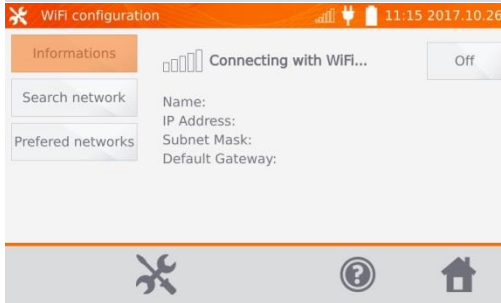 WiFi configuration 11:15 2017.10.26
Informations
Connecting with WiFi...
Off
Search network
Name:
IP Address:
Prefered networks
Subnet Mask:
Default Gateway: